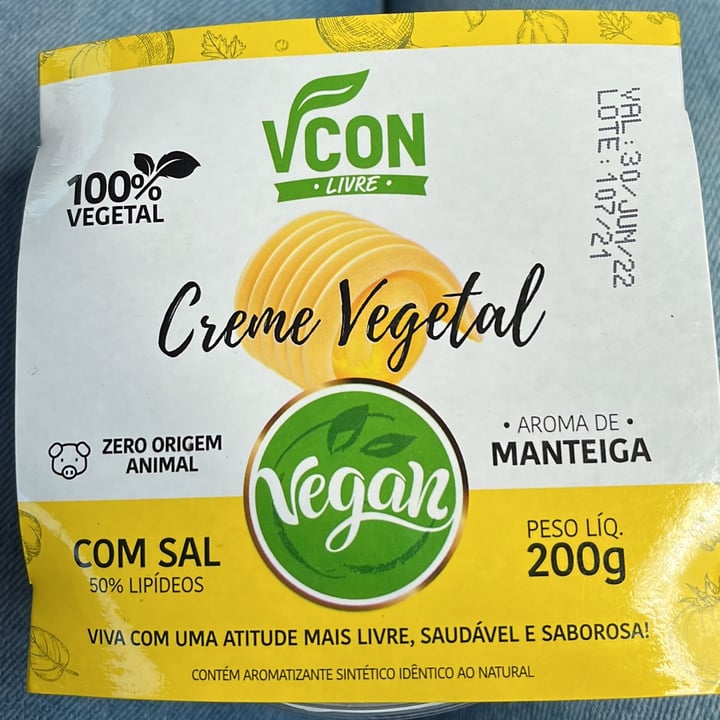 VCON
• LIVRE •
100%
VEGETAL
VAL:30/JUN/22
LOTE:107/21
Creme Vegetal
ZERO ORIGEM
ANIMAL
Vegan
• AROMA DE •
MANTEIGA
COM SAL
50% LIPÍDEOS
PESO LÍQ.
200g
VIVA COM UMA ATITUDE MAIS LIVRE, SAUDÁVEL E SABOROSA!
CONTÉM AROMATIZANTE SINTÉTICO IDÊNTICO AO NATURAL